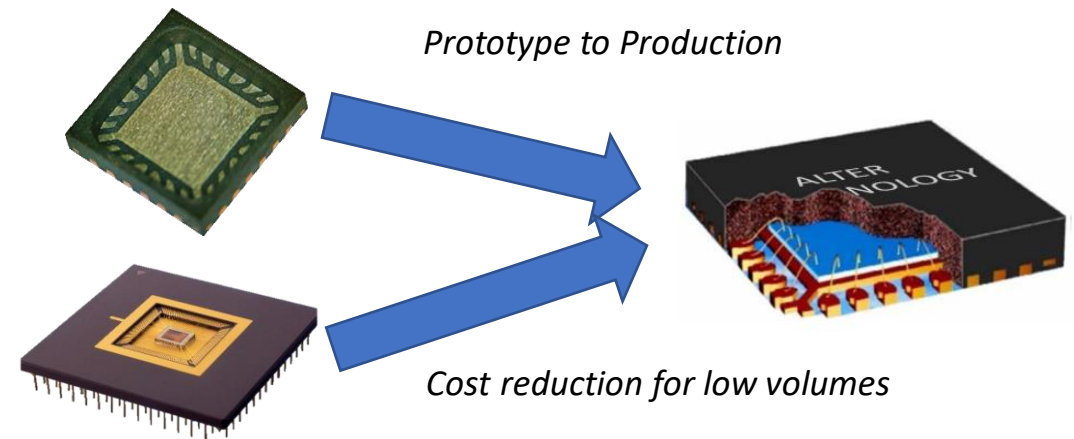 Prototype to Production
ALTER
NOLOGY
Cost reduction for low volumes